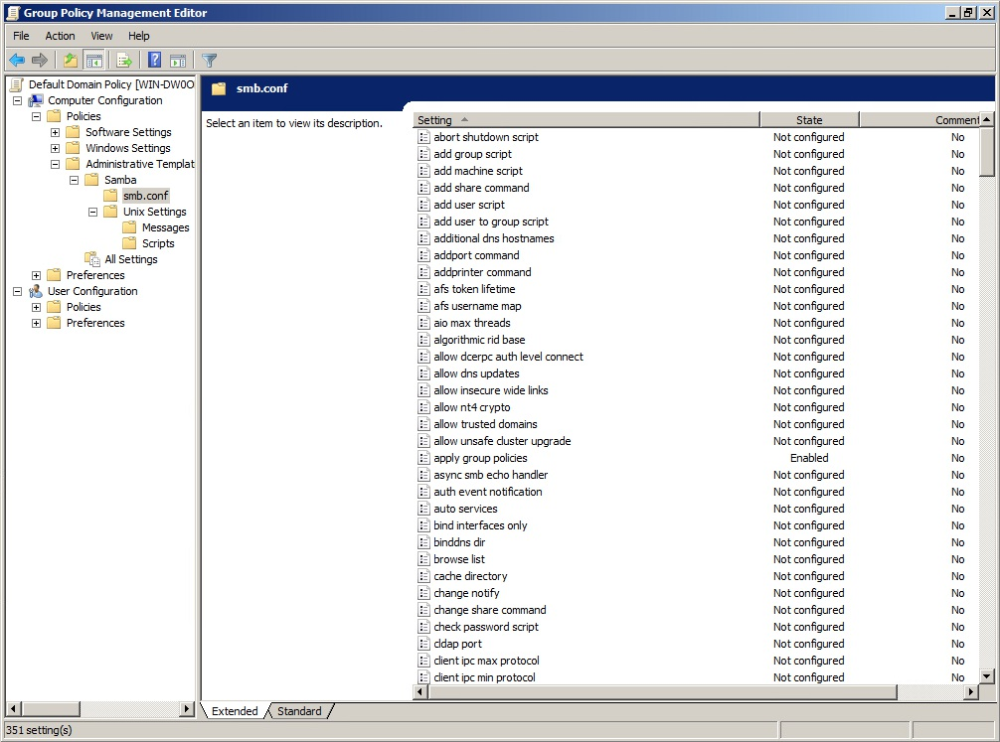 Group Policy Management Editor
File Action View Help
Default Domain Policy [WIN-DW0O
Computer Configuration
Policies
Software Settings
Windows Settings
Administrative Templat
Samba
smb.conf
Unix Settings
Messages
Scripts
All Settings
Preferences
User Configuration
Policies
Preferences
smb.conf
Select an item to view its description.
Setting State Comment
abort shutdown script Not configured No
add group script Not configured No
add machine script Not configured No
add share command Not configured No
add user script Not configured No
add user to group script Not configured No
additional dns hostnames Not configured No
addport command Not configured No
addprinter command Not configured No
afs token lifetime Not configured No
afs username map Not configured No
aio max threads Not configured No
algorithmic rid base Not configured No
allow dcerpc auth level connect Not configured No
allow dns updates Not configured No
allow insecure wide links Not configured No
allow nt4 crypto Not configured No
allow trusted domains Not configured No
allow unsafe cluster upgrade Not configured No
apply group policies Enabled No
async smb echo handler Not configured No
auth event notification Not configured No
auto services Not configured No
bind interfaces only Not configured No
binddns dir Not configured No
browse list Not configured No
cache directory Not configured No
change notify Not configured No
change share command Not configured No
check password script Not configured No
cldap port Not configured No
client ipc max protocol Not configured No
client ipc min protocol Not configured No
Extended Standard
351 setting(s)